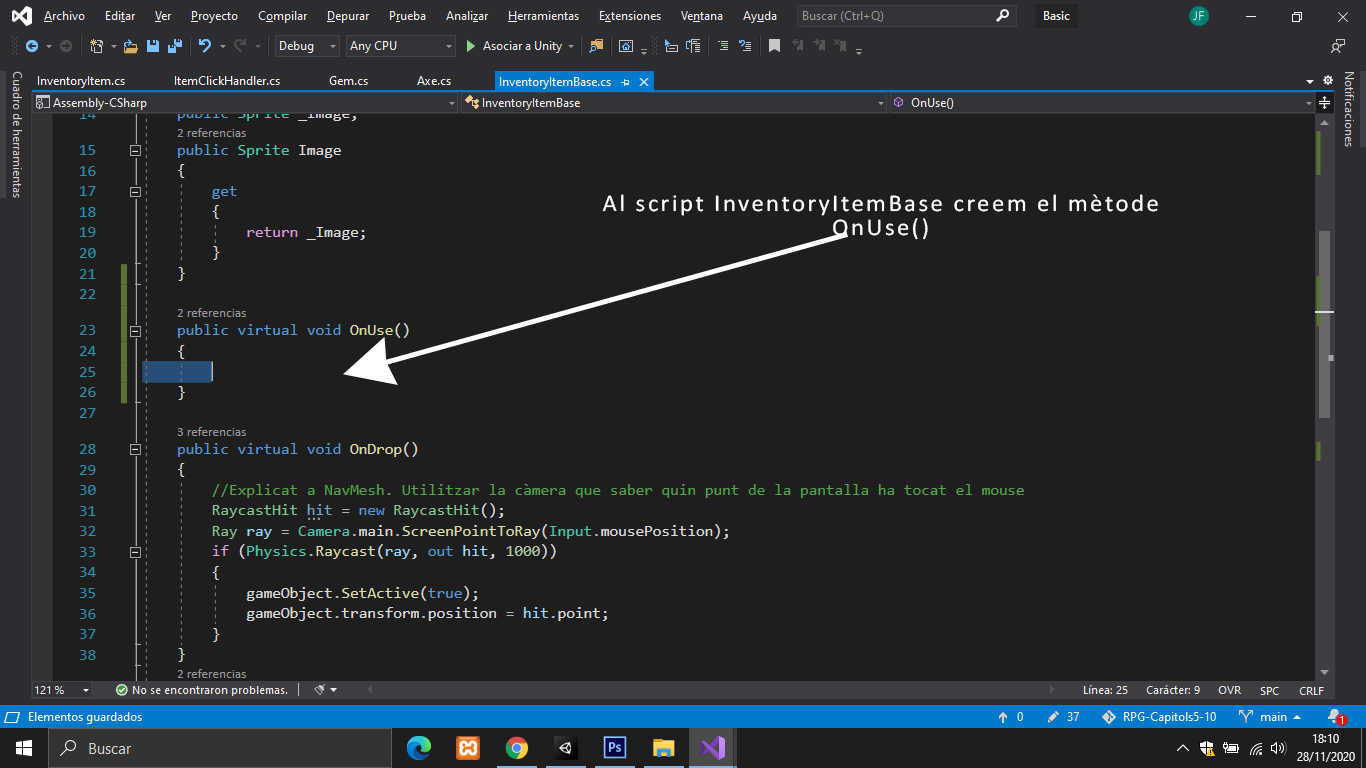 Archivo Editar Ver Proyecto Compilar Depurar Prueba Analizar Herramientas Extensiones Ventana Ayuda Buscar (Ctrl+Q) Basic JF
Debug Any CPU Asociar a Unity
InventoryItem.cs ItemClickHandler.cs Gem.cs Axe.cs InventoryItemBase.cs
Assembly-CSharp InventoryItemBase OnUse()
Cuadro de herramientas
Notificaciones
14 public Sprite _Image;
2 referencias
15 public Sprite Image
16 {
17 get
18 {
19 return _Image;
20 }
21 }
22
Al script InventoryItemBase creem el mètode
OnUse()
2 referencias
23 public virtual void OnUse()
24 {
25
26 }
27
3 referencias
28 public virtual void OnDrop()
29 {
30 //Explicat a NavMesh. Utilitzar la càmera que saber quin punt de la pantalla ha tocat el mouse
31 RaycastHit hit = new RaycastHit();
32 Ray ray = Camera.main.ScreenPointToRay(Input.mousePosition);
33 if (Physics.Raycast(ray, out hit, 1000))
34 {
35 gameObject.SetActive(true);
36 gameObject.transform.position = hit.point;
37 }
38 }
2 referencias
121 % No se encontraron problemas. Línea: 25 Carácter: 9 OVR SPC CRLF
Elementos guardados 0 37 RPG-Capitols5-10 main 1
Buscar Ps 18:10
28/11/2020